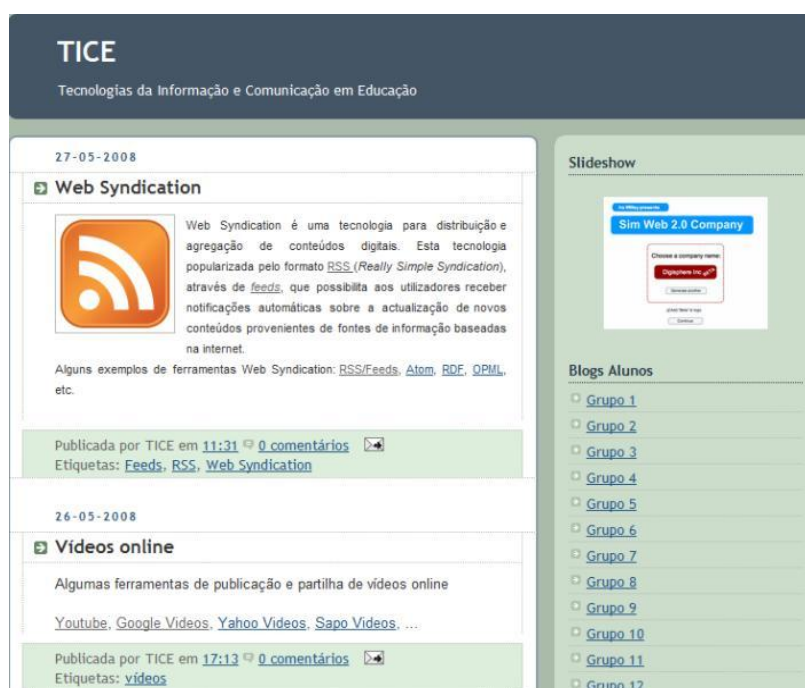 TICE
Tecnologias da Informação e Comunicação em Educação
27-05-2008
Web Syndication
Web Syndication é uma tecnologia para distribuição e
agregação de conteúdos digitais. Esta tecnologia
popularizada pelo formato RSS (Really Simple Syndication),
através de feeds, que possibilita aos utilizadores receber
notificações automáticas sobre a actualização de novos
conteúdos provenientes de fontes de informação baseadas
na internet.
Alguns exemplos de ferramentas Web Syndication: RSS/Feeds, Atom, RDF, OPML,
etc.
Publicada por TICE em 11:31 0 comentários
Etiquetas: Feeds, RSS, Web Syndication
26-05-2008
Vídeos online
Algumas ferramentas de publicação e partilha de vídeos online
Youtube, Google Videos, Yahoo Videos, Sapo Videos, ...
Publicada por TICE em 17:13 0 comentários
Etiquetas: vídeos
Slideshow
Sim Web 2.0 Company
Choose a company name:
Digisphere Inc
Continue
Blogs Alunos
Grupo 1
Grupo 2
Grupo 3
Grupo 4
Grupo 5
Grupo 6
Grupo 7
Grupo 8
Grupo 9
Grupo 10
Grupo 11
Grupo 12